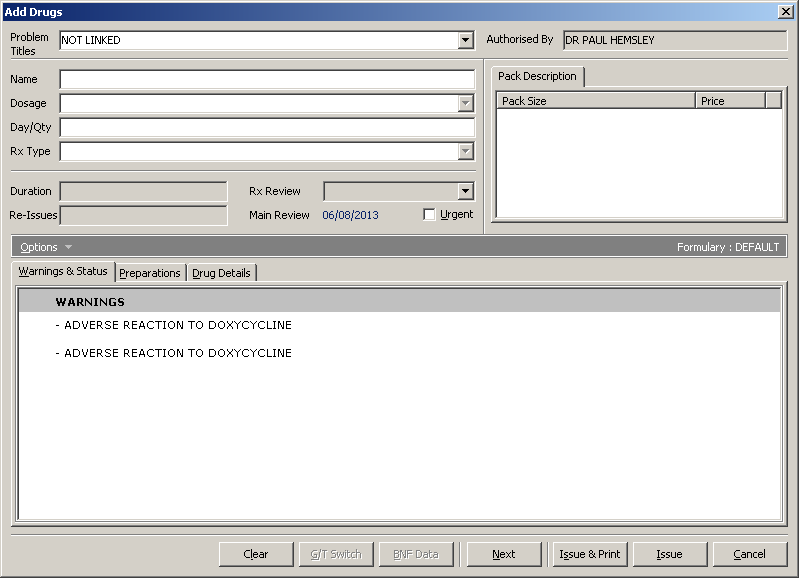 Add Drugs
Problem Titles
NOT LINKED
Authorised By
DR PAUL HEMSLEY
Name
Dosage
Day/Qty
Rx Type
Pack Description
Pack Size
Price
Duration
Rx Review
Re-Issues
Main Review
06/08/2013
Urgent
Options
Formulary : DEFAULT
Warnings & Status
Preparations
Drug Details
WARNINGS
- ADVERSE REACTION TO DOXYCYCLINE
- ADVERSE REACTION TO DOXYCYCLINE
Clear
G/T Switch
BNF Data
Next
Issue & Print
Issue
Cancel